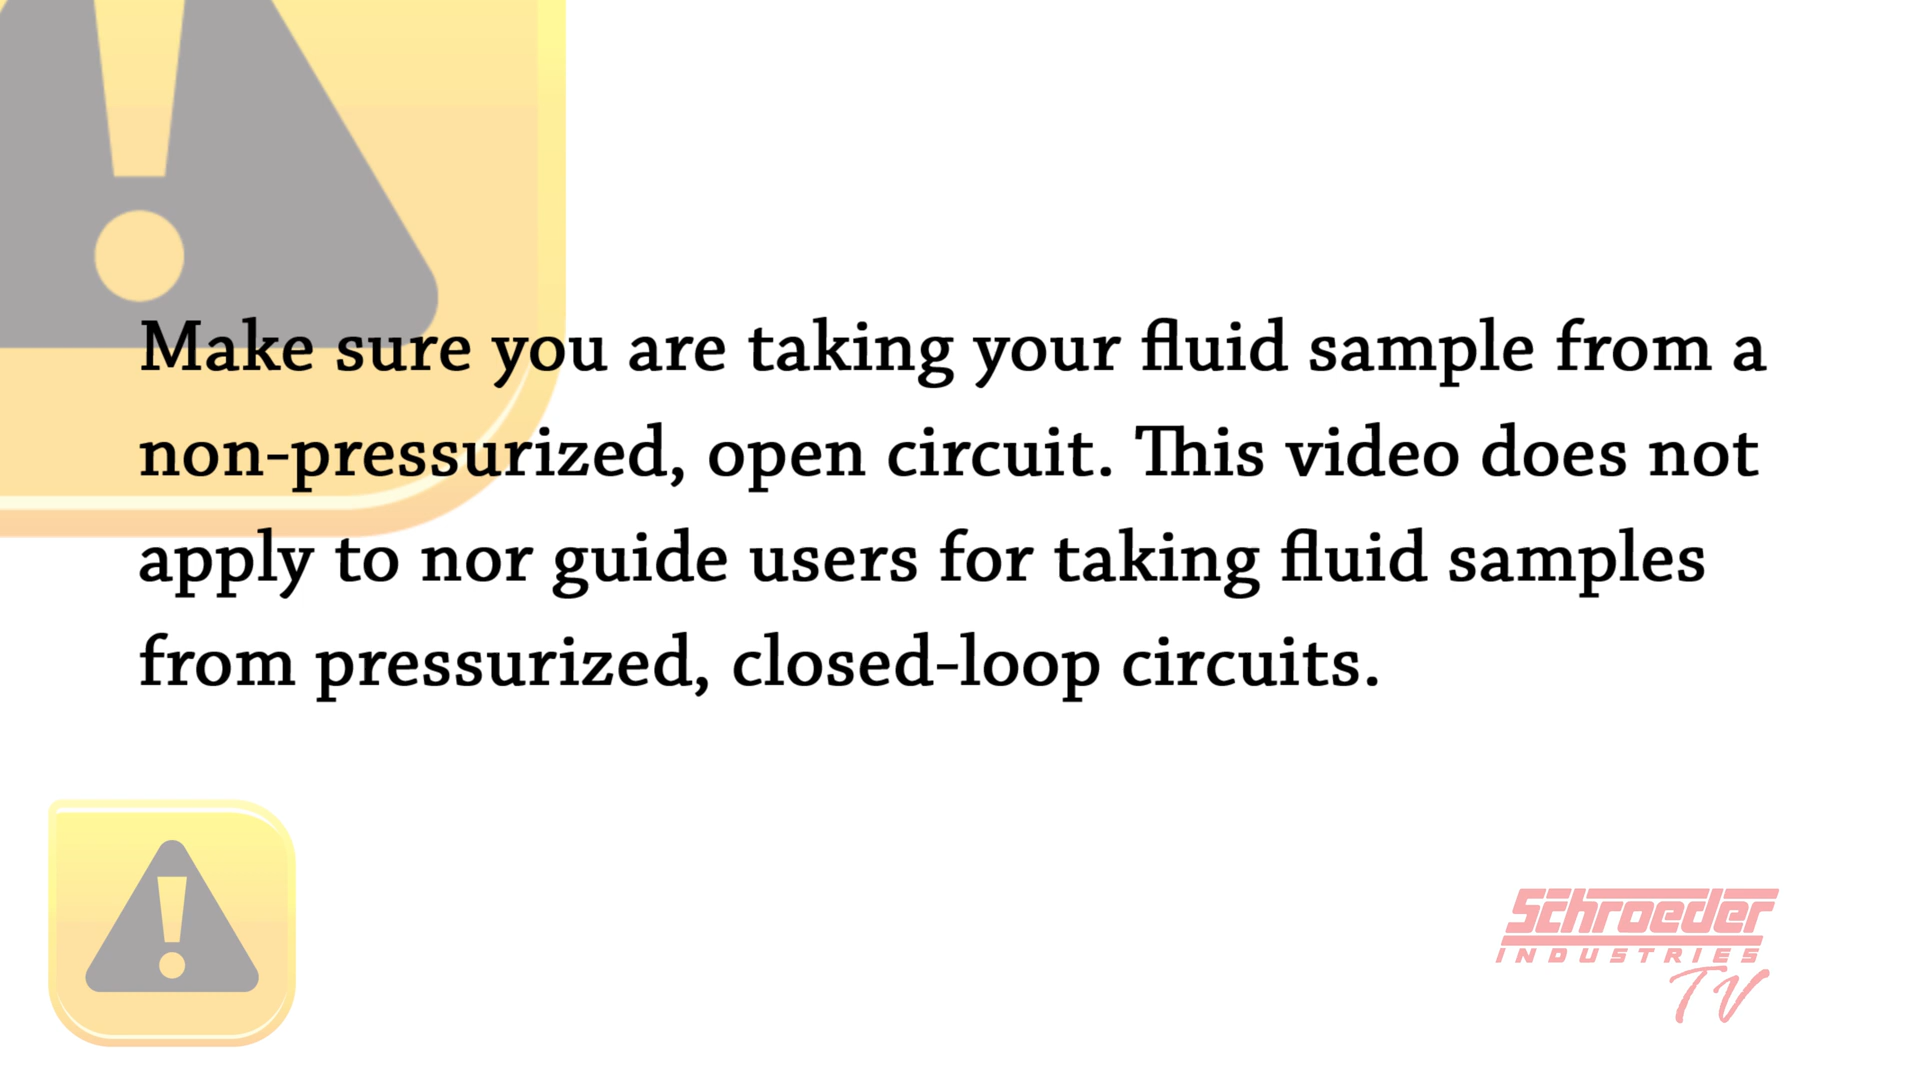 Make sure you are taking your fluid sample from a
non-pressurized, open circuit. This video does not
apply to nor guide users for taking fluid samples
from pressurized, closed-loop circuits.
Schroeder
INDUSTRIES
TV